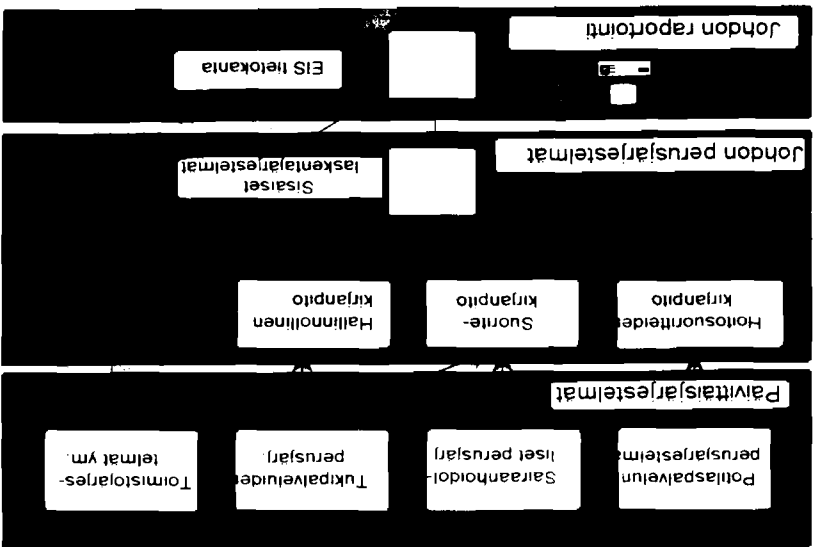 Potilaspalvelun
perusjärjestelmä
Sairaanhoidol-
liset perusjärj
Tukipalveluiden
perusjärj.
Toimistojärjes-
telmät ym.
Päivittäisjärjestelmät
Hoitosuoritteiden
kirjanpito
Suorite-
kirjanpito
Hallinnollinen
kirjanpito
Johdon perusjärjestelmät
Sisäiset
laskentajärjestelmät
Johdon raportointi
EIS tietokanta